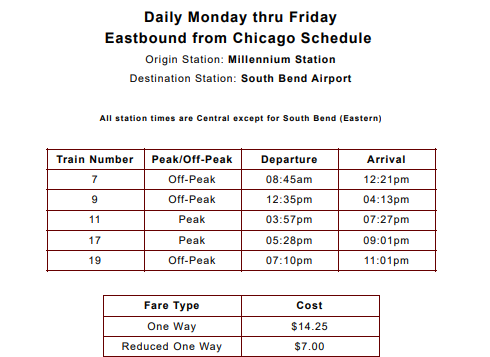 Daily Monday thru Friday
Eastbound from Chicago Schedule
Origin Station: Millennium Station
Destination Station: South Bend Airport
All station times are Central except for South Bend (Eastern)
Train Number Peak/Off-Peak Departure Arrival
7 Off-Peak 08:45am 12:21pm
9 Off-Peak 12:35pm 04:13pm
11 Peak 03:57pm 07:27pm
17 Peak 05:28pm 09:01pm
19 Off-Peak 07:10pm 11:01pm
Fare Type Cost
One Way $14.25
Reduced One Way $7.00